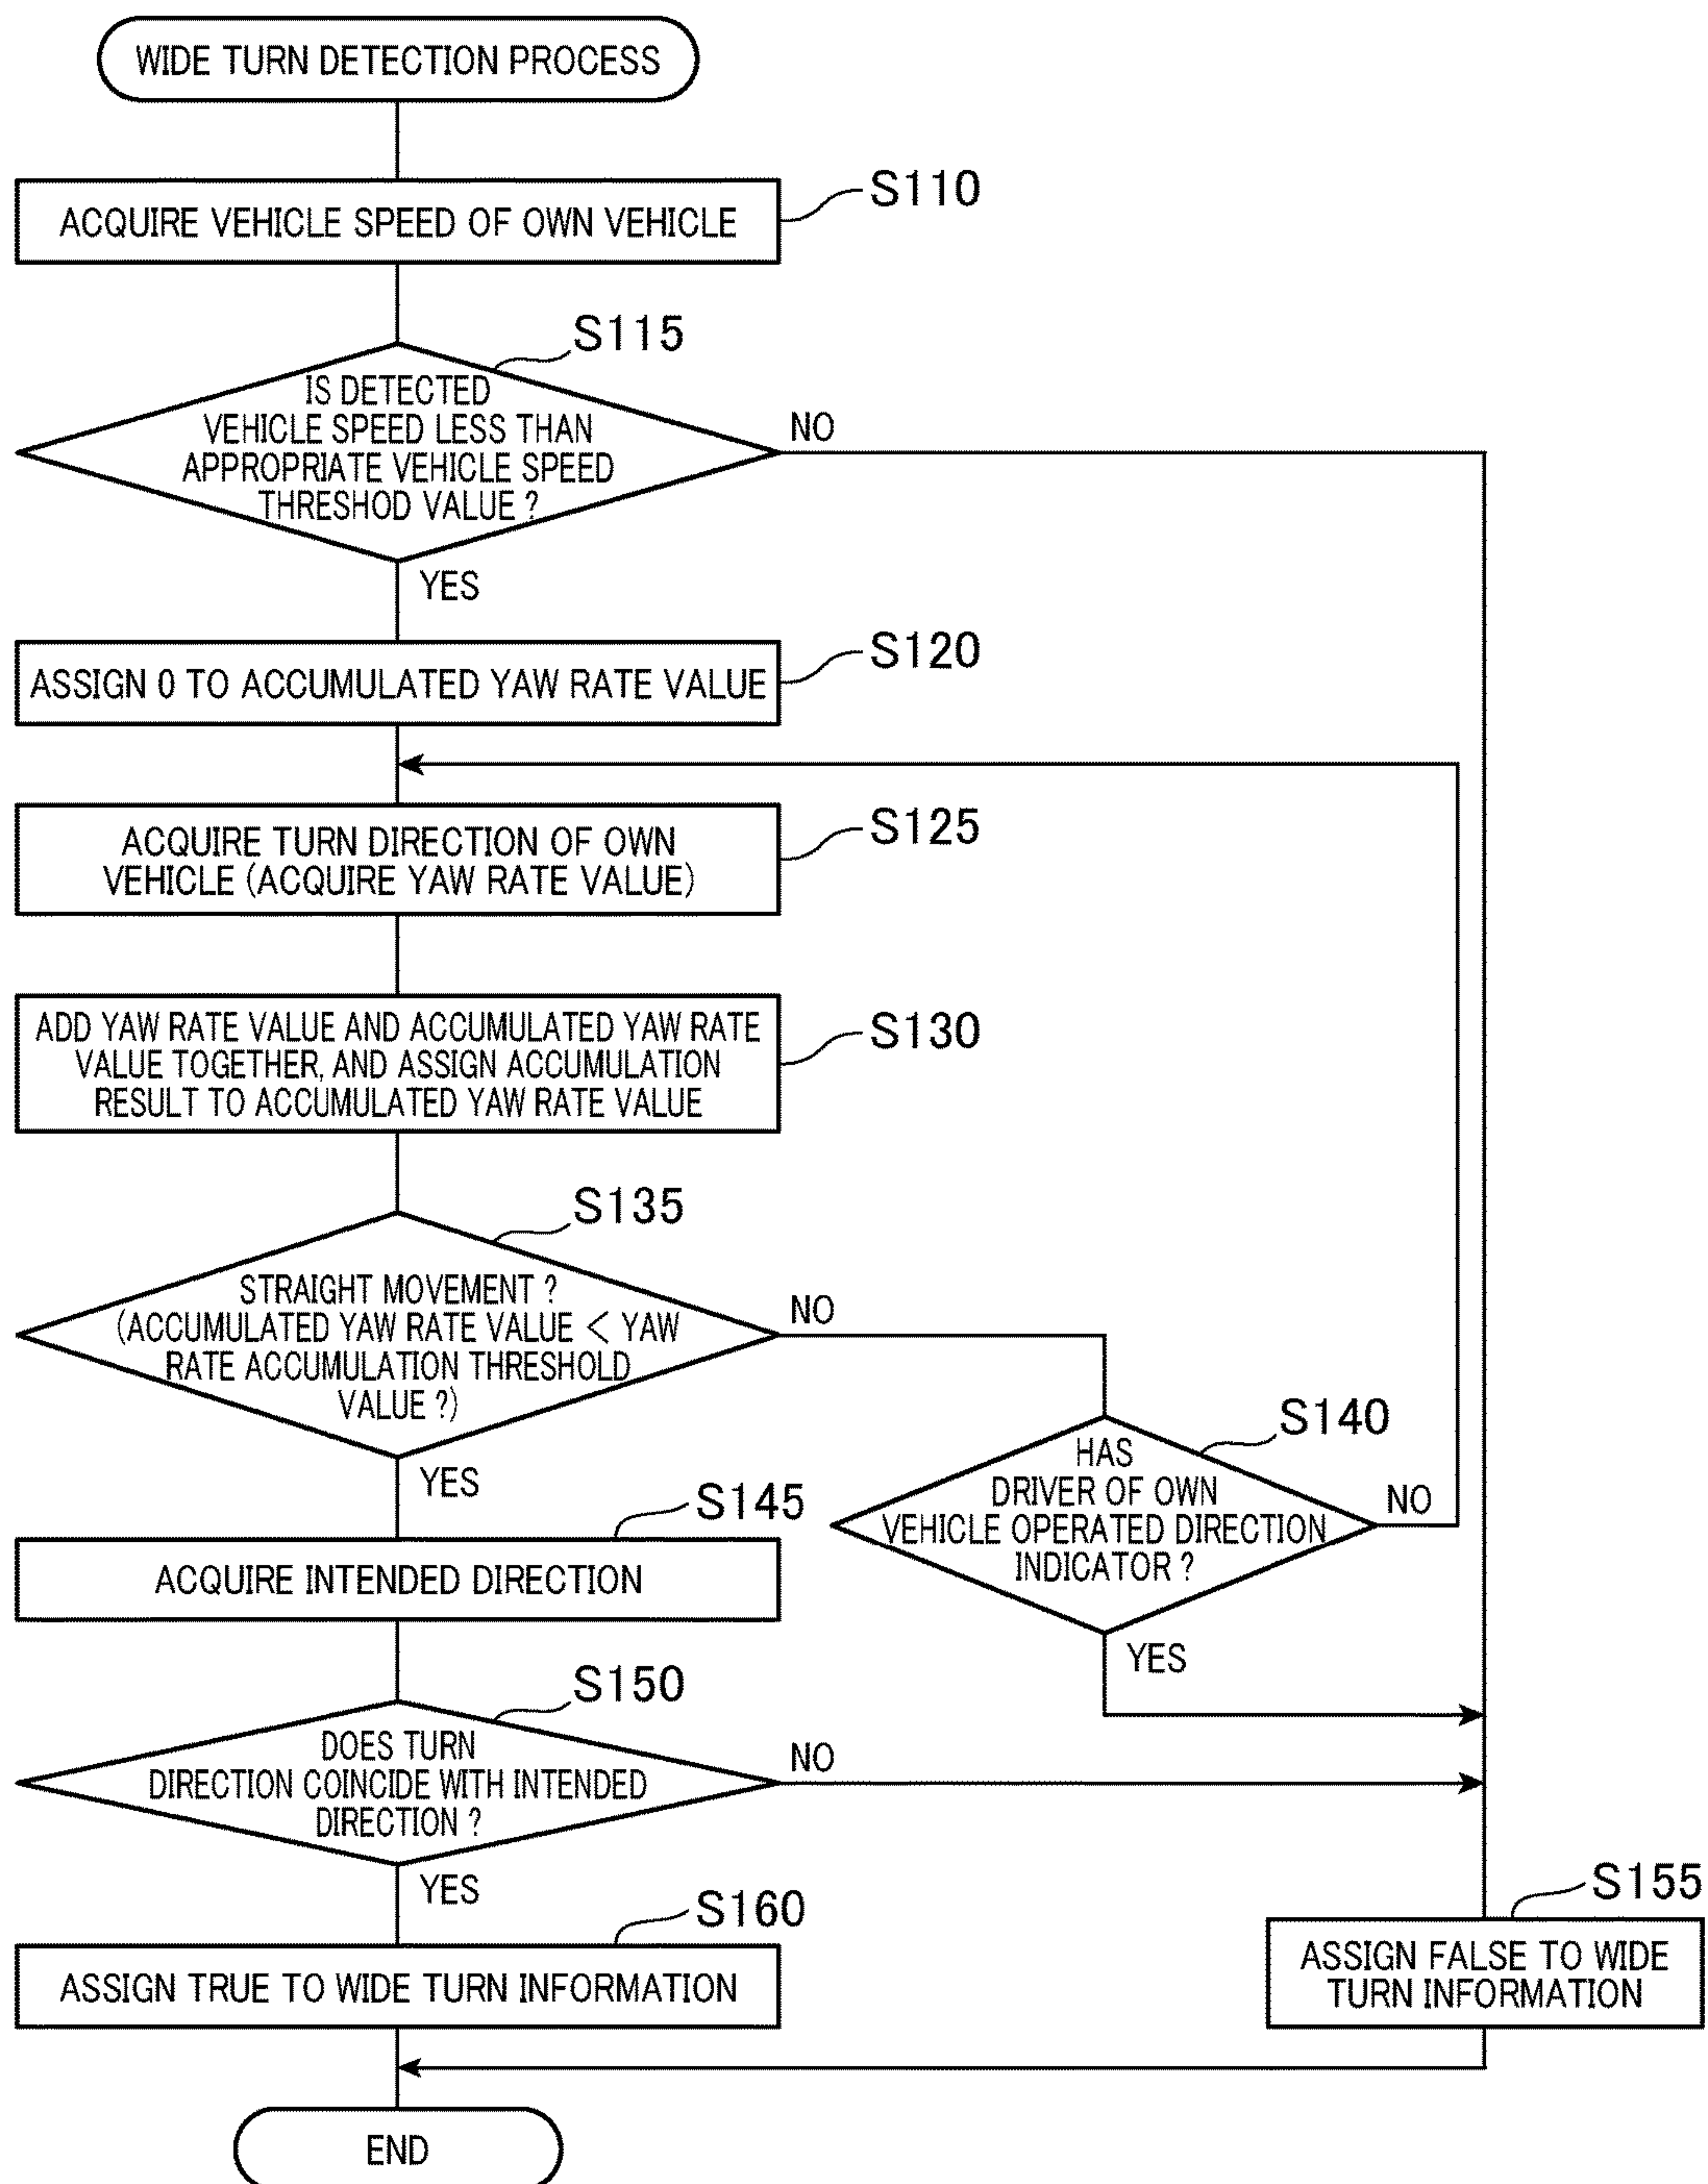 WIDE TURN DETECTION PROCESS
ACQUIRE VEHICLE SPEED OF OWN VEHICLE
S110
S115
IS DETECTED
VEHICLE SPEED LESS THAN
APPROPRIATE VEHICLE SPEED
THRESHOD VALUE ?
NO
YES
ASSIGN 0 TO ACCUMULATED YAW RATE VALUE
S120
ACQUIRE TURN DIRECTION OF OWN
VEHICLE (ACQUIRE YAW RATE VALUE)
S125
ADD YAW RATE VALUE AND ACCUMULATED YAW RATE
VALUE TOGETHER, AND ASSIGN ACCUMULATION
RESULT TO ACCUMULATED YAW RATE VALUE
S130
S135
STRAIGHT MOVEMENT ?
(ACCUMULATED YAW RATE VALUE < YAW
RATE ACCUMULATION THRESHOLD
VALUE ?)
NO
YES
S140
HAS
DRIVER OF OWN
VEHICLE OPERATED DIRECTION
INDICATOR ?
NO
YES
S145
ACQUIRE INTENDED DIRECTION
S150
DOES TURN
DIRECTION COINCIDE WITH INTENDED
DIRECTION ?
NO
YES
S155
ASSIGN FALSE TO WIDE
TURN INFORMATION
S160
ASSIGN TRUE TO WIDE TURN INFORMATION
END